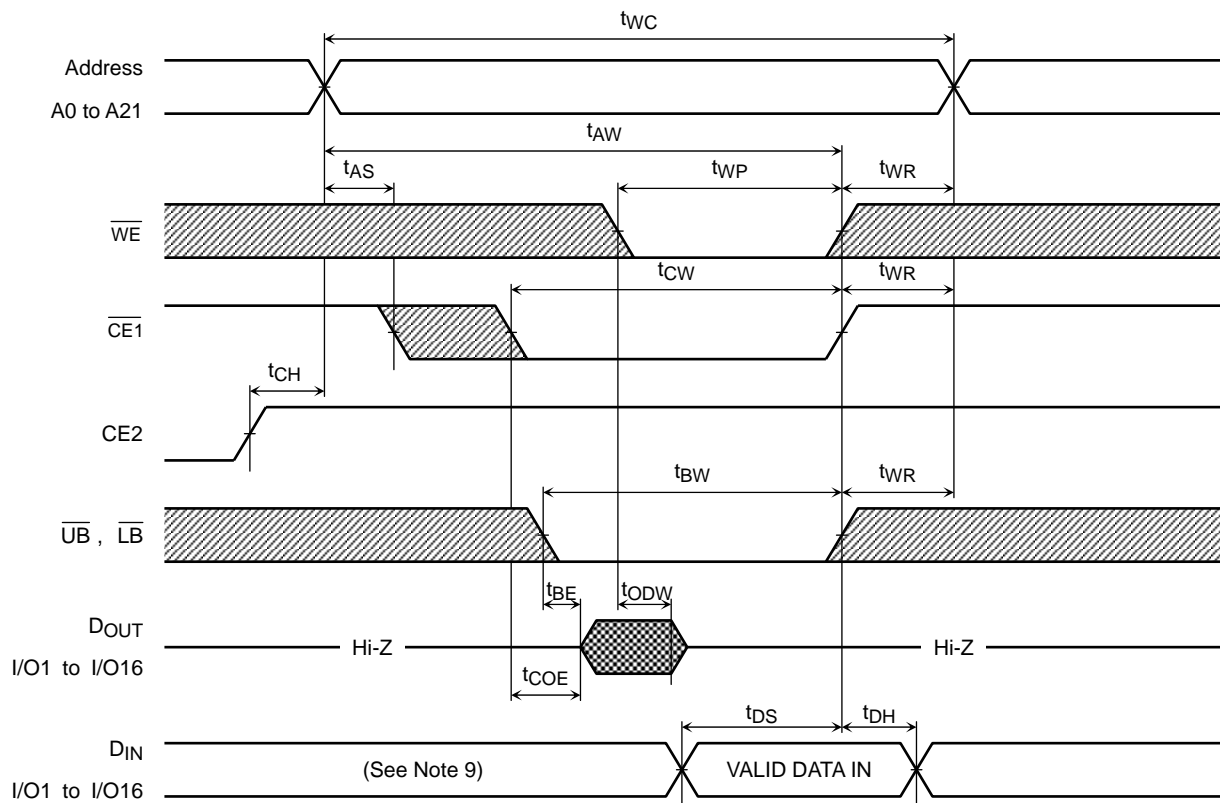 tWC
Address
A0 to A21
tAW
tAS
tWP
tWR
WE
tCW
tWR
CE1
tCH
CE2
tBW
tWR
UB , LB
tBE
tODW
DOUT
Hi-Z
Hi-Z
I/O1 to I/O16
tCOE
tDS
tDH
DIN
(See Note 9)
VALID DATA IN
I/O1 to I/O16